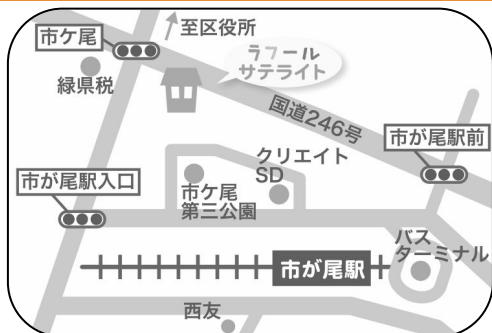 至区役所
市ケ尾
ラフール
サテライト
緑県税
国道246号
市が尾駅前
クリエイト
SD
市が尾駅入口
市ケ尾
第三公園
バス
ターミナル
市が尾駅
西友